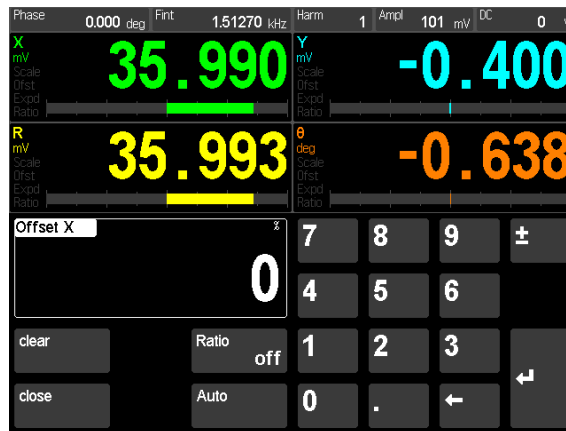 Phase 0.000 deg Fint 1.51270 kHz Harm 1 Ampl 101 mV DC 0
X
mV
Scale
Ofst
Expd
Ratio
35.990
Y
mV
Scale
Ofst
Expd
Ratio
-0.400
R
mV
Scale
Ofst
Expd
Ratio
35.993
θ
deg
Scale
Ofst
Expd
Ratio
-0.638
Offset X %
0
7 8 9 ±
4 5 6
clear Ratio off 1 2 3 ↵
close Auto 0 . ←